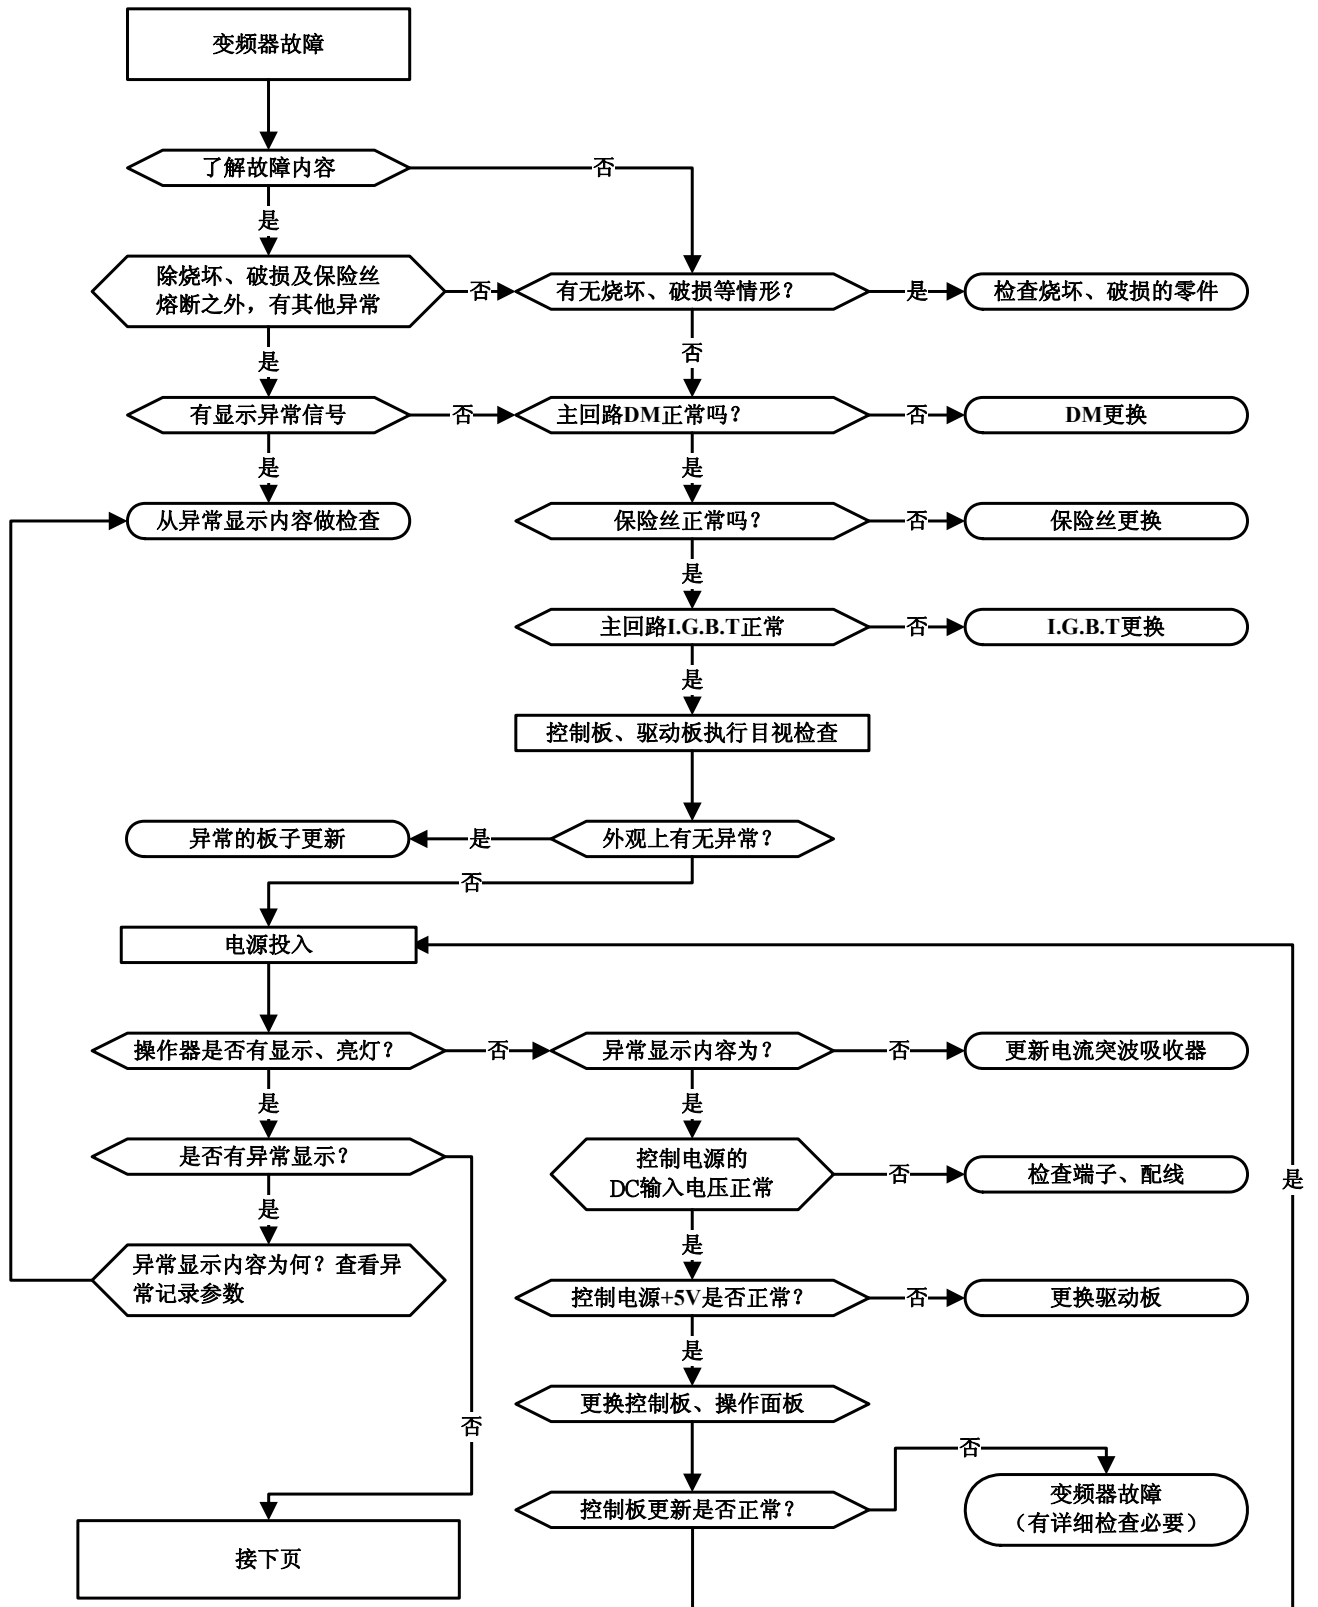 变频器故障
了解故障内容
否
是
除烧坏、破损及保险丝
熔断之外，有其他异常
否
有无烧坏、破损等情形？
是
检查烧坏、破损的零件
是
否
有显示异常信号
否
主回路DM正常吗？
否
DM更换
是
是
从异常显示内容做检查
保险丝正常吗？
否
保险丝更换
是
主回路I.G.B.T正常
否
I.G.B.T更换
是
控制板、驱动板执行目视检查
异常的板子更新
是
外观上有无异常？
否
电源投入
操作器是否有显示、亮灯？
否
异常显示内容为？
否
更新电流突波吸收器
是
是
是否有异常显示？
控制电源的
DC输入电压正常
否
检查端子、配线
是
是
是
异常显示内容为何？查看异
常记录参数
控制电源+5V是否正常？
否
更换驱动板
是
更换控制板、操作面板
否
否
控制板更新是否正常？
变频器故障
（有详细检查必要）
接下页